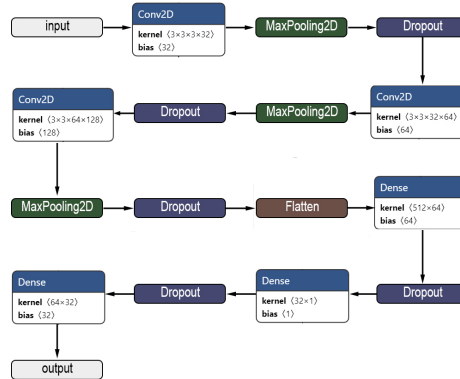 input
Conv2D
kernel ⟨3×3×3×32⟩
bias ⟨32⟩
MaxPooling2D
Dropout
Conv2D
kernel ⟨3×3×32×64⟩
bias ⟨64⟩
MaxPooling2D
Dropout
Conv2D
kernel ⟨3×3×64×128⟩
bias ⟨128⟩
MaxPooling2D
Dropout
Flatten
Dense
kernel ⟨512×64⟩
bias ⟨64⟩
Dropout
Dense
kernel ⟨32×1⟩
bias ⟨1⟩
Dropout
Dense
kernel ⟨64×32⟩
bias ⟨32⟩
output